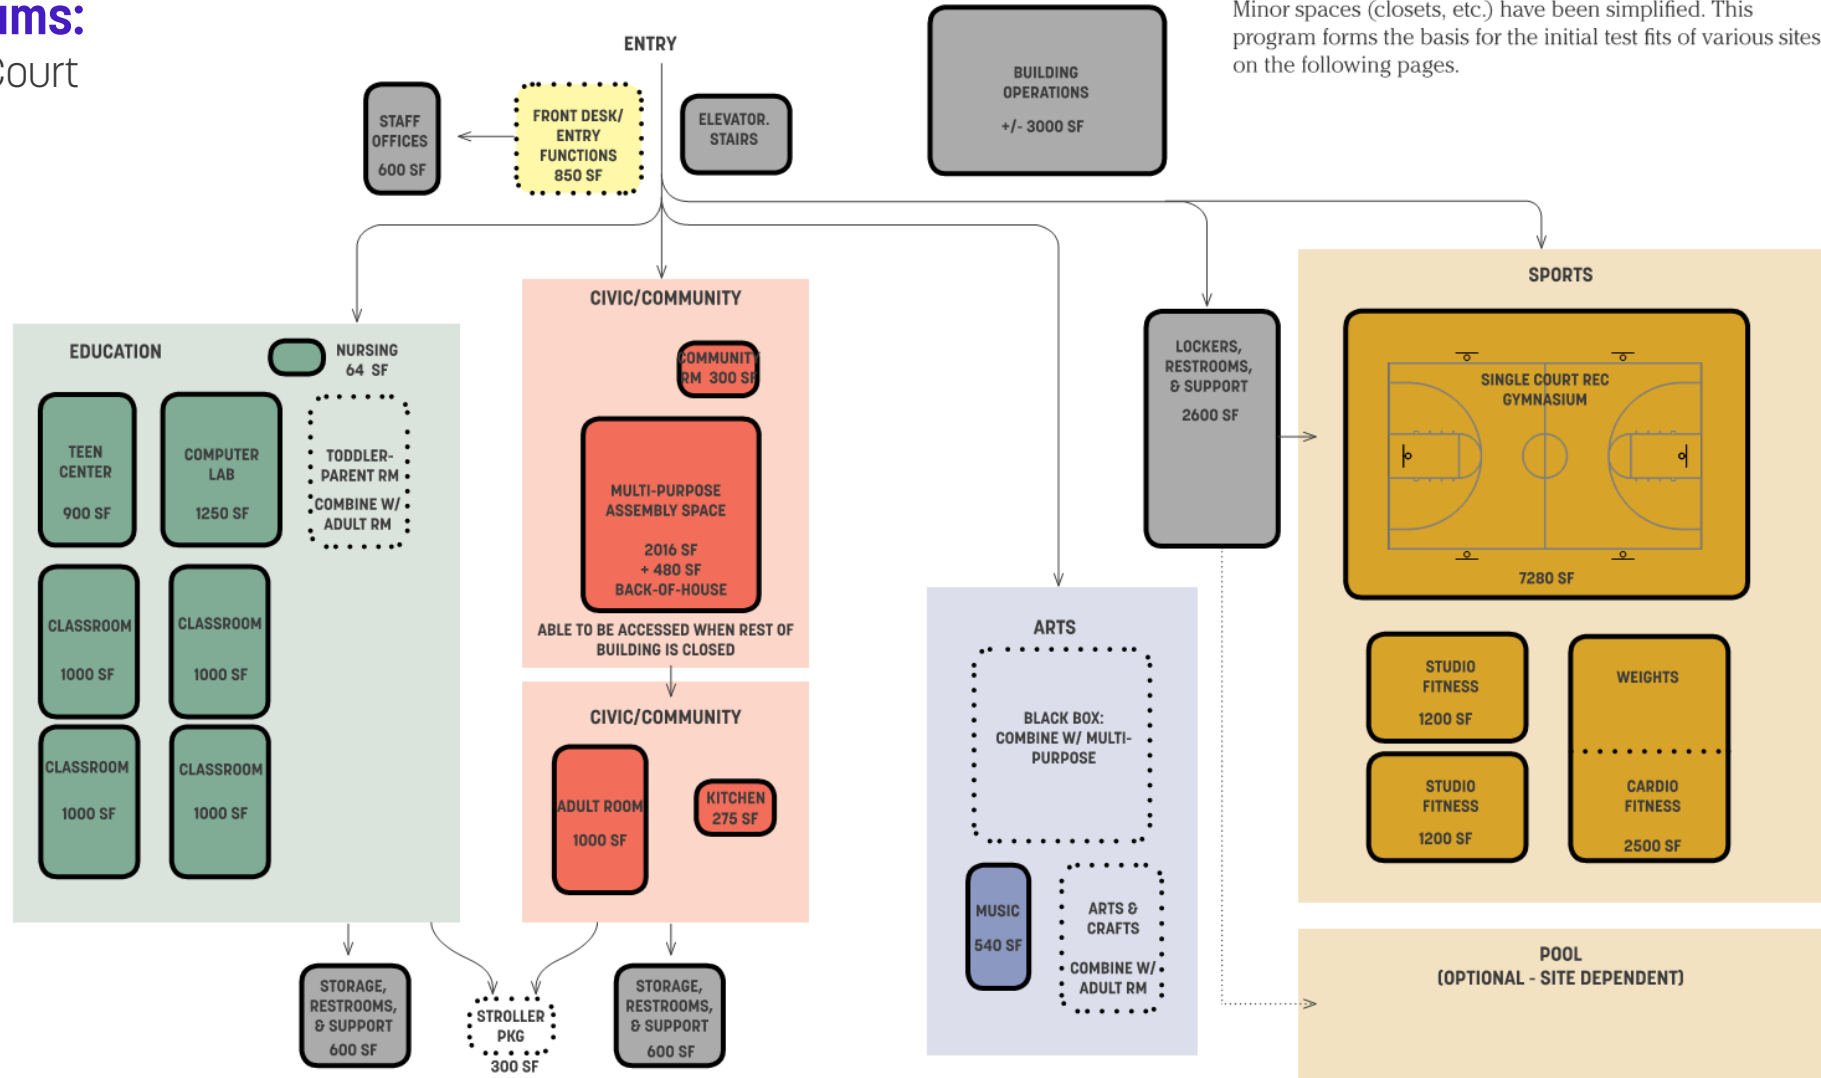 ams:
Court
Minor spaces (closets, etc.) have been simplified. This
program forms the basis for the initial test fits of various sites
on the following pages.
ENTRY
STAFF
OFFICES
600 SF
FRONT DESK/
ENTRY
FUNCTIONS
850 SF
ELEVATOR.
STAIRS
BUILDING
OPERATIONS
+/- 3000 SF
EDUCATION
NURSING
64 SF
TEEN
CENTER
900 SF
COMPUTER
LAB
1250 SF
TODDLER-
PARENT RM
COMBINE W/
ADULT RM
CLASSROOM
1000 SF
CLASSROOM
1000 SF
CLASSROOM
1000 SF
CLASSROOM
1000 SF
STORAGE,
RESTROOMS,
& SUPPORT
600 SF
STROLLER
PKG
300 SF
CIVIC/COMMUNITY
COMMUNITY
RM 300 SF
MULTI-PURPOSE
ASSEMBLY SPACE
2016 SF
+ 480 SF
BACK-OF-HOUSE
ABLE TO BE ACCESSED WHEN REST OF
BUILDING IS CLOSED
CIVIC/COMMUNITY
ADULT ROOM
1000 SF
KITCHEN
275 SF
STORAGE,
RESTROOMS,
& SUPPORT
600 SF
ARTS
BLACK BOX:
COMBINE W/ MULTI-
PURPOSE
MUSIC
540 SF
ARTS &
CRAFTS
COMBINE W/
ADULT RM
LOCKERS,
RESTROOMS,
& SUPPORT
2600 SF
SPORTS
SINGLE COURT REC
GYMNASIUM
7280 SF
STUDIO
FITNESS
1200 SF
STUDIO
FITNESS
1200 SF
WEIGHTS
CARDIO
FITNESS
2500 SF
POOL
(OPTIONAL - SITE DEPENDENT)